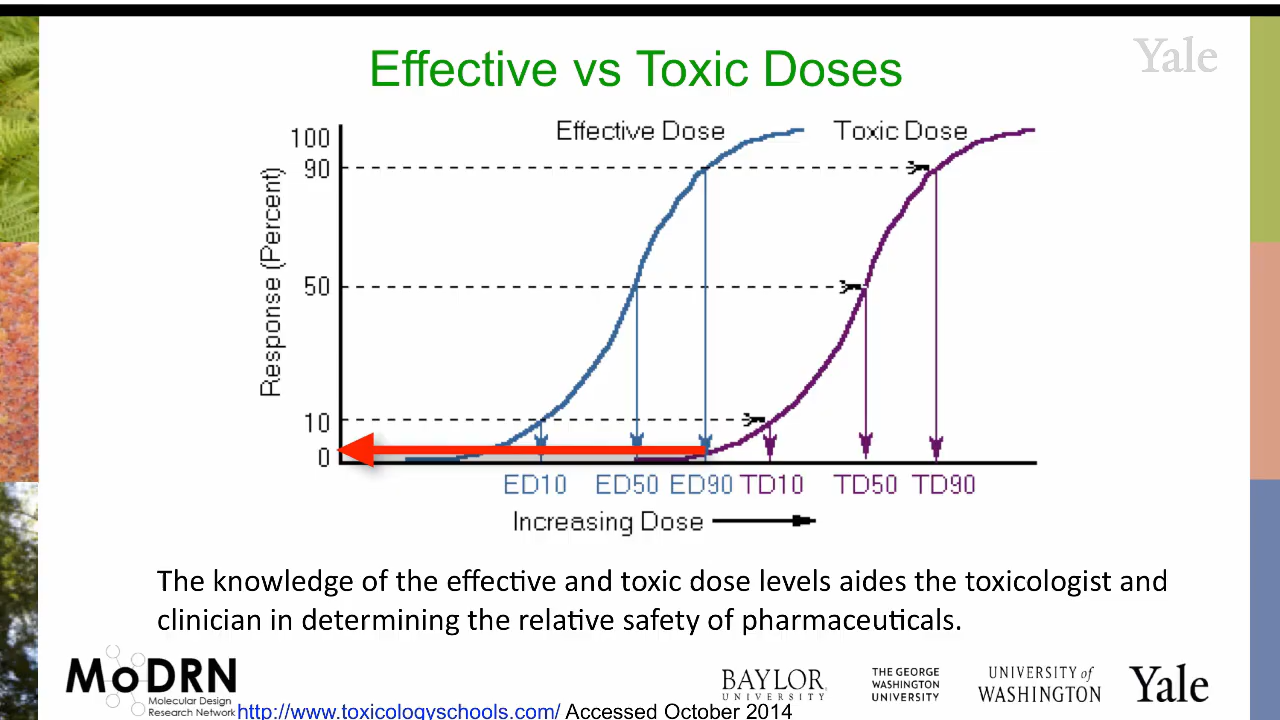 Effective vs Toxic Doses
Yale
Effective Dose
Toxic Dose
100
90
50
10
0
Response (Percent)
ED10 ED50 ED90 TD10 TD50 TD90
Increasing Dose
The knowledge of the effective and toxic dose levels aides the toxicologist and
clinician in determining the relative safety of pharmaceuticals.
MoDRN
Molecular Design
Research Network
http://www.toxicologyschools.com/ Accessed October 2014
BAYLOR
UNIVERSITY
THE GEORGE
WASHINGTON
UNIVERSITY
UNIVERSITY of
WASHINGTON
Yale